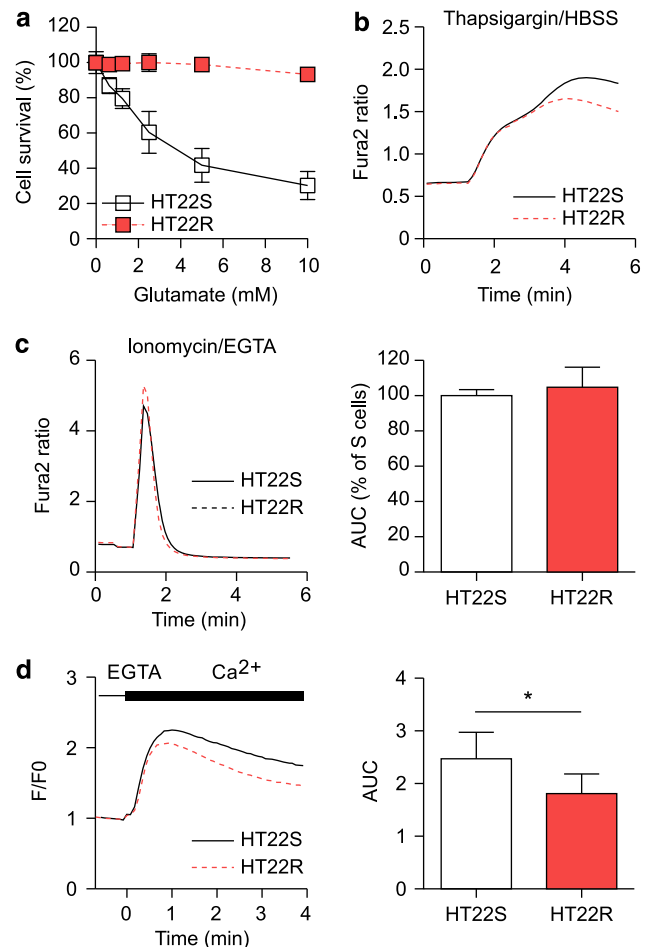 a
120
100
80
60
40
20
0
Cell survival (%)
HT22S
HT22R
0
2
4
6
8
10
Glutamate (mM)
b
Thapsigargin/HBSS
2.5
2.0
1.5
1.0
0.5
0
Fura2 ratio
HT22S
HT22R
0
2
4
6
Time (min)
c
Ionomycin/EGTA
6
4
2
0
Fura2 ratio
HT22S
HT22R
0
2
4
6
Time (min)
120
100
80
60
40
20
0
AUC (% of S cells)
HT22S
HT22R
d
EGTA
Ca2+
3
2
1
0
F/F0
HT22S
HT22R
0
1
2
3
4
Time (min)
4
3
2
1
0
AUC
*
HT22S
HT22R